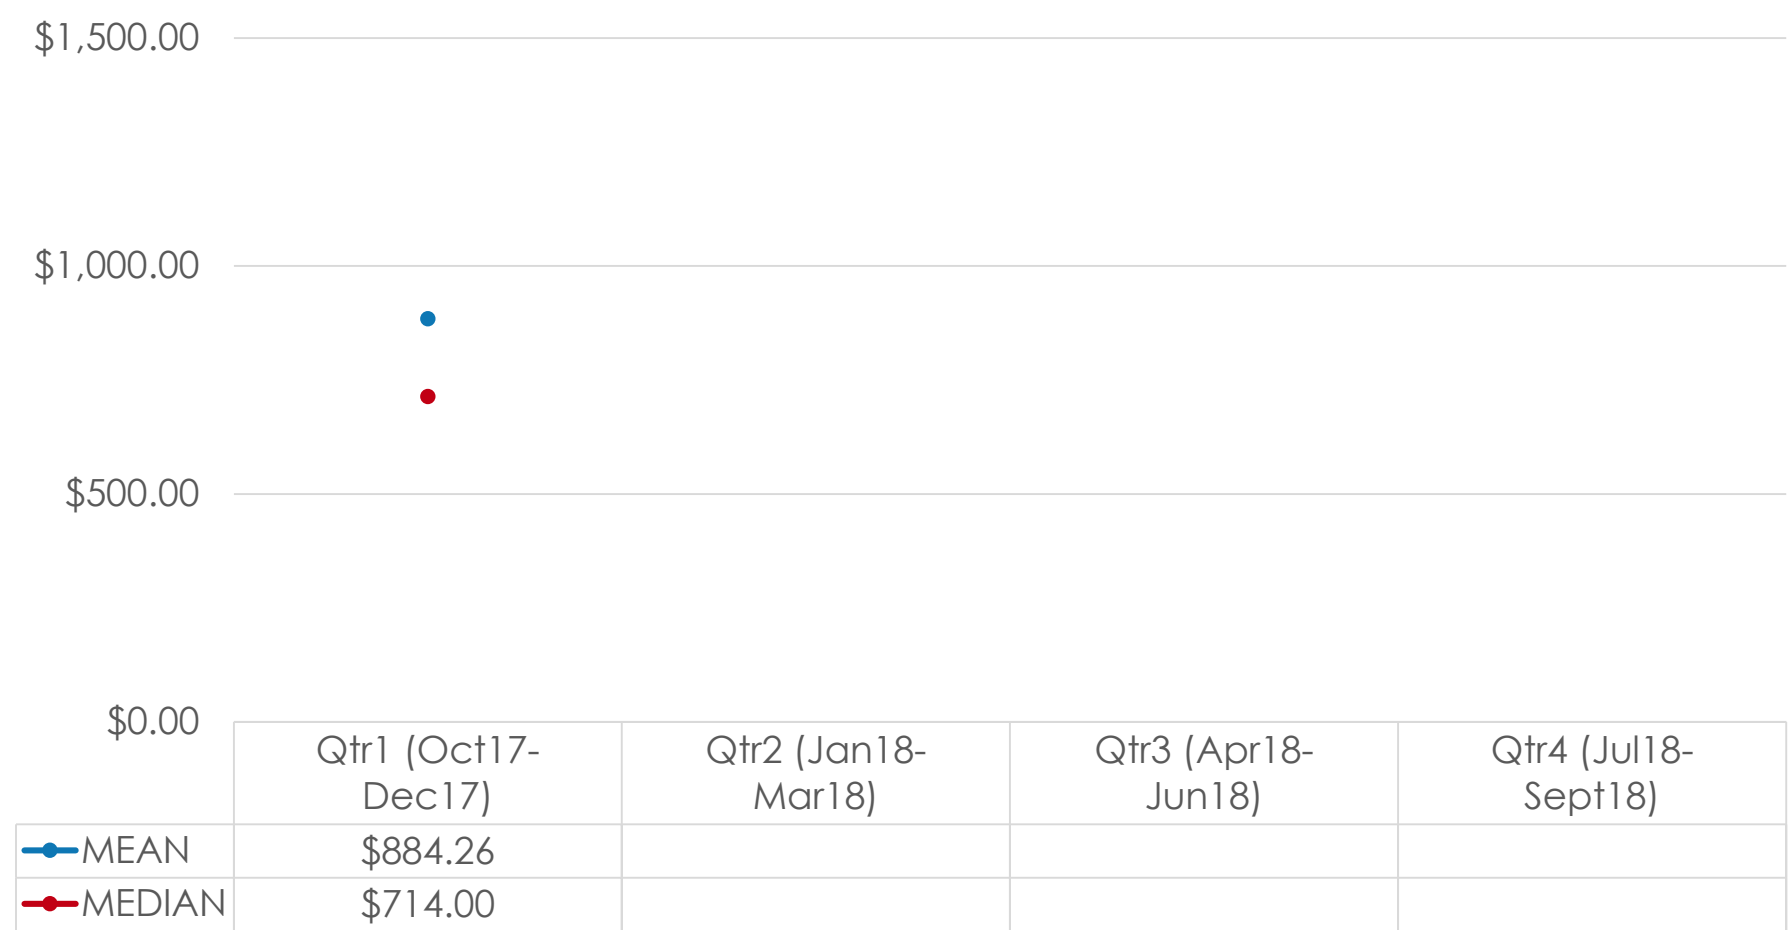 $1,500.00
$1,000.00
$500.00
$0.00
Qtr1 (Oct17-
Dec17)
Qtr2 (Jan18-
Mar18)
Qtr3 (Apr18-
Jun18)
Qtr4 (Jul18-
Sept18)
MEAN $884.26
MEDIAN $714.00